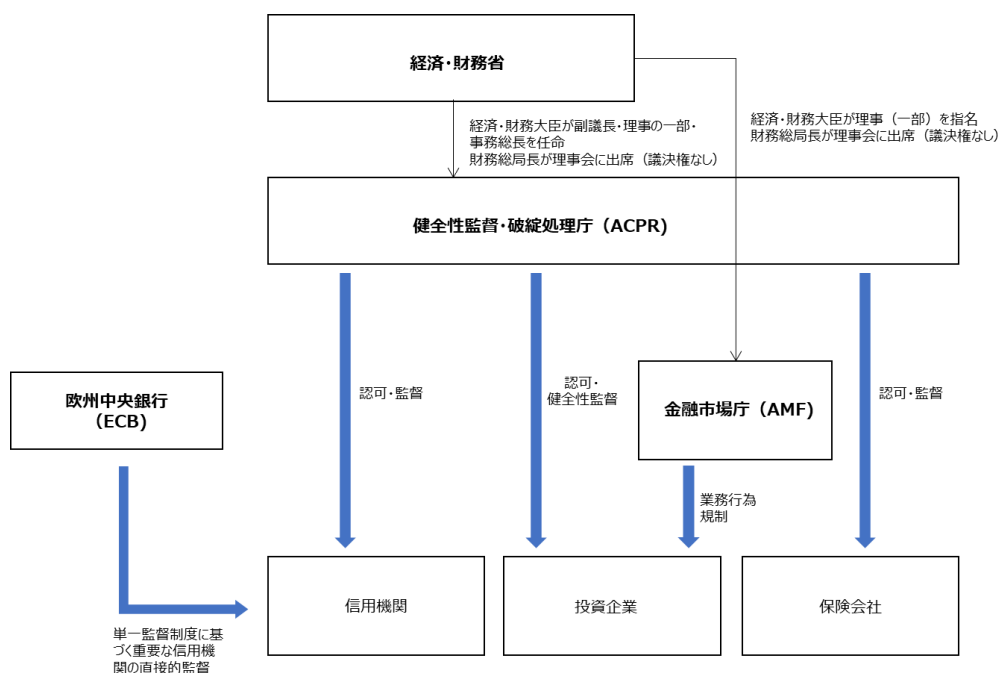 経済・財務省
経済・財務大臣が副議長・理事の一部・
事務総長を任命
財務総局長が理事会に出席（議決権なし）
経済・財務大臣が理事（一部）を指名
財務総局長が理事会に出席（議決権なし）
健全性監督・破綻処理庁（ACPR)
欧州中央銀行
（ECB)
認可・監督
認可・
健全性監督
金融市場庁（AMF)
認可・監督
業務行為
規制
信用機関
投資企業
保険会社
単一監督制度に基
づく重要な信用機
関の直接的監督